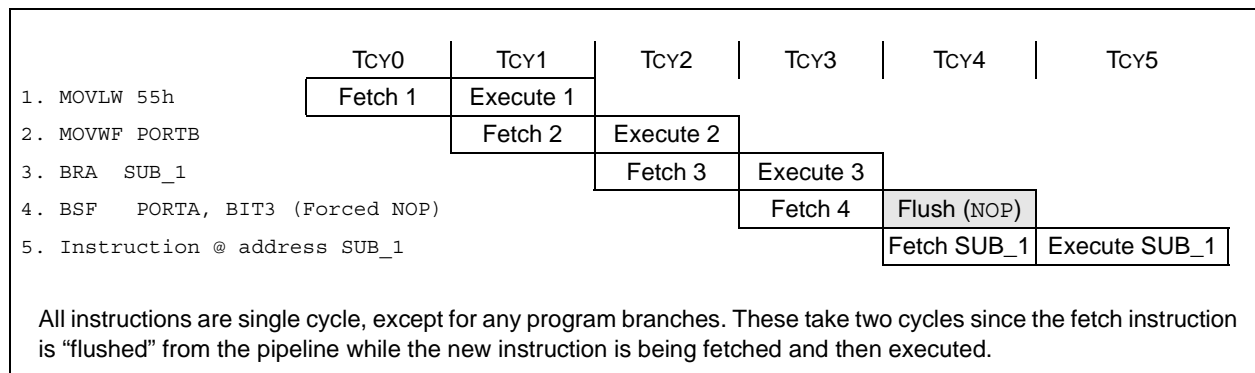 TCY0 TCY1 TCY2 TCY3 TCY4 TCY5
1. MOVLW 55h Fetch 1 Execute 1
2. MOVWF PORTB Fetch 2 Execute 2
3. BRA SUB_1 Fetch 3 Execute 3
4. BSF PORTA, BIT3 (Forced NOP) Fetch 4 Flush (NOP)
5. Instruction @ address SUB_1 Fetch SUB_1 Execute SUB_1
All instructions are single cycle, except for any program branches. These take two cycles since the fetch instruction
is “flushed” from the pipeline while the new instruction is being fetched and then executed.